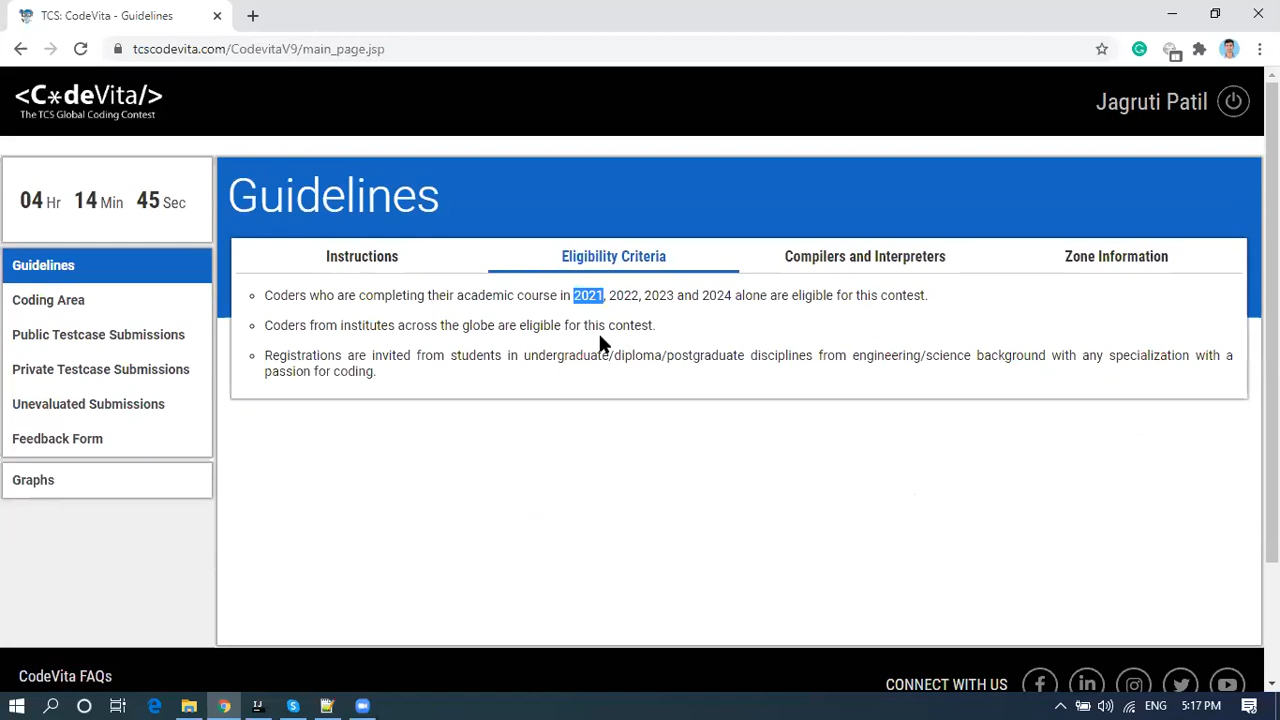 TCS: CodeVita - Guidelines
tcscodevita.com/CodevitaV9/main_page.jsp
<C*deVita/>
The TCS Global Coding Contest
Jagruti Patil
04 Hr 14 Min 45 Sec
Guidelines
Coding Area
Public Testcase Submissions
Private Testcase Submissions
Unevaluated Submissions
Feedback Form
Graphs
Guidelines
Instructions Eligibility Criteria Compilers and Interpreters Zone Information
Coders who are completing their academic course in 2021, 2022, 2023 and 2024 alone are eligible for this contest.
Coders from institutes across the globe are eligible for this contest.
Registrations are invited from students in undergraduate/diploma/postgraduate disciplines from engineering/science background with any specialization with a
passion for coding.
CodeVita FAQs
CONNECT WITH US
ENG 5:17 PM